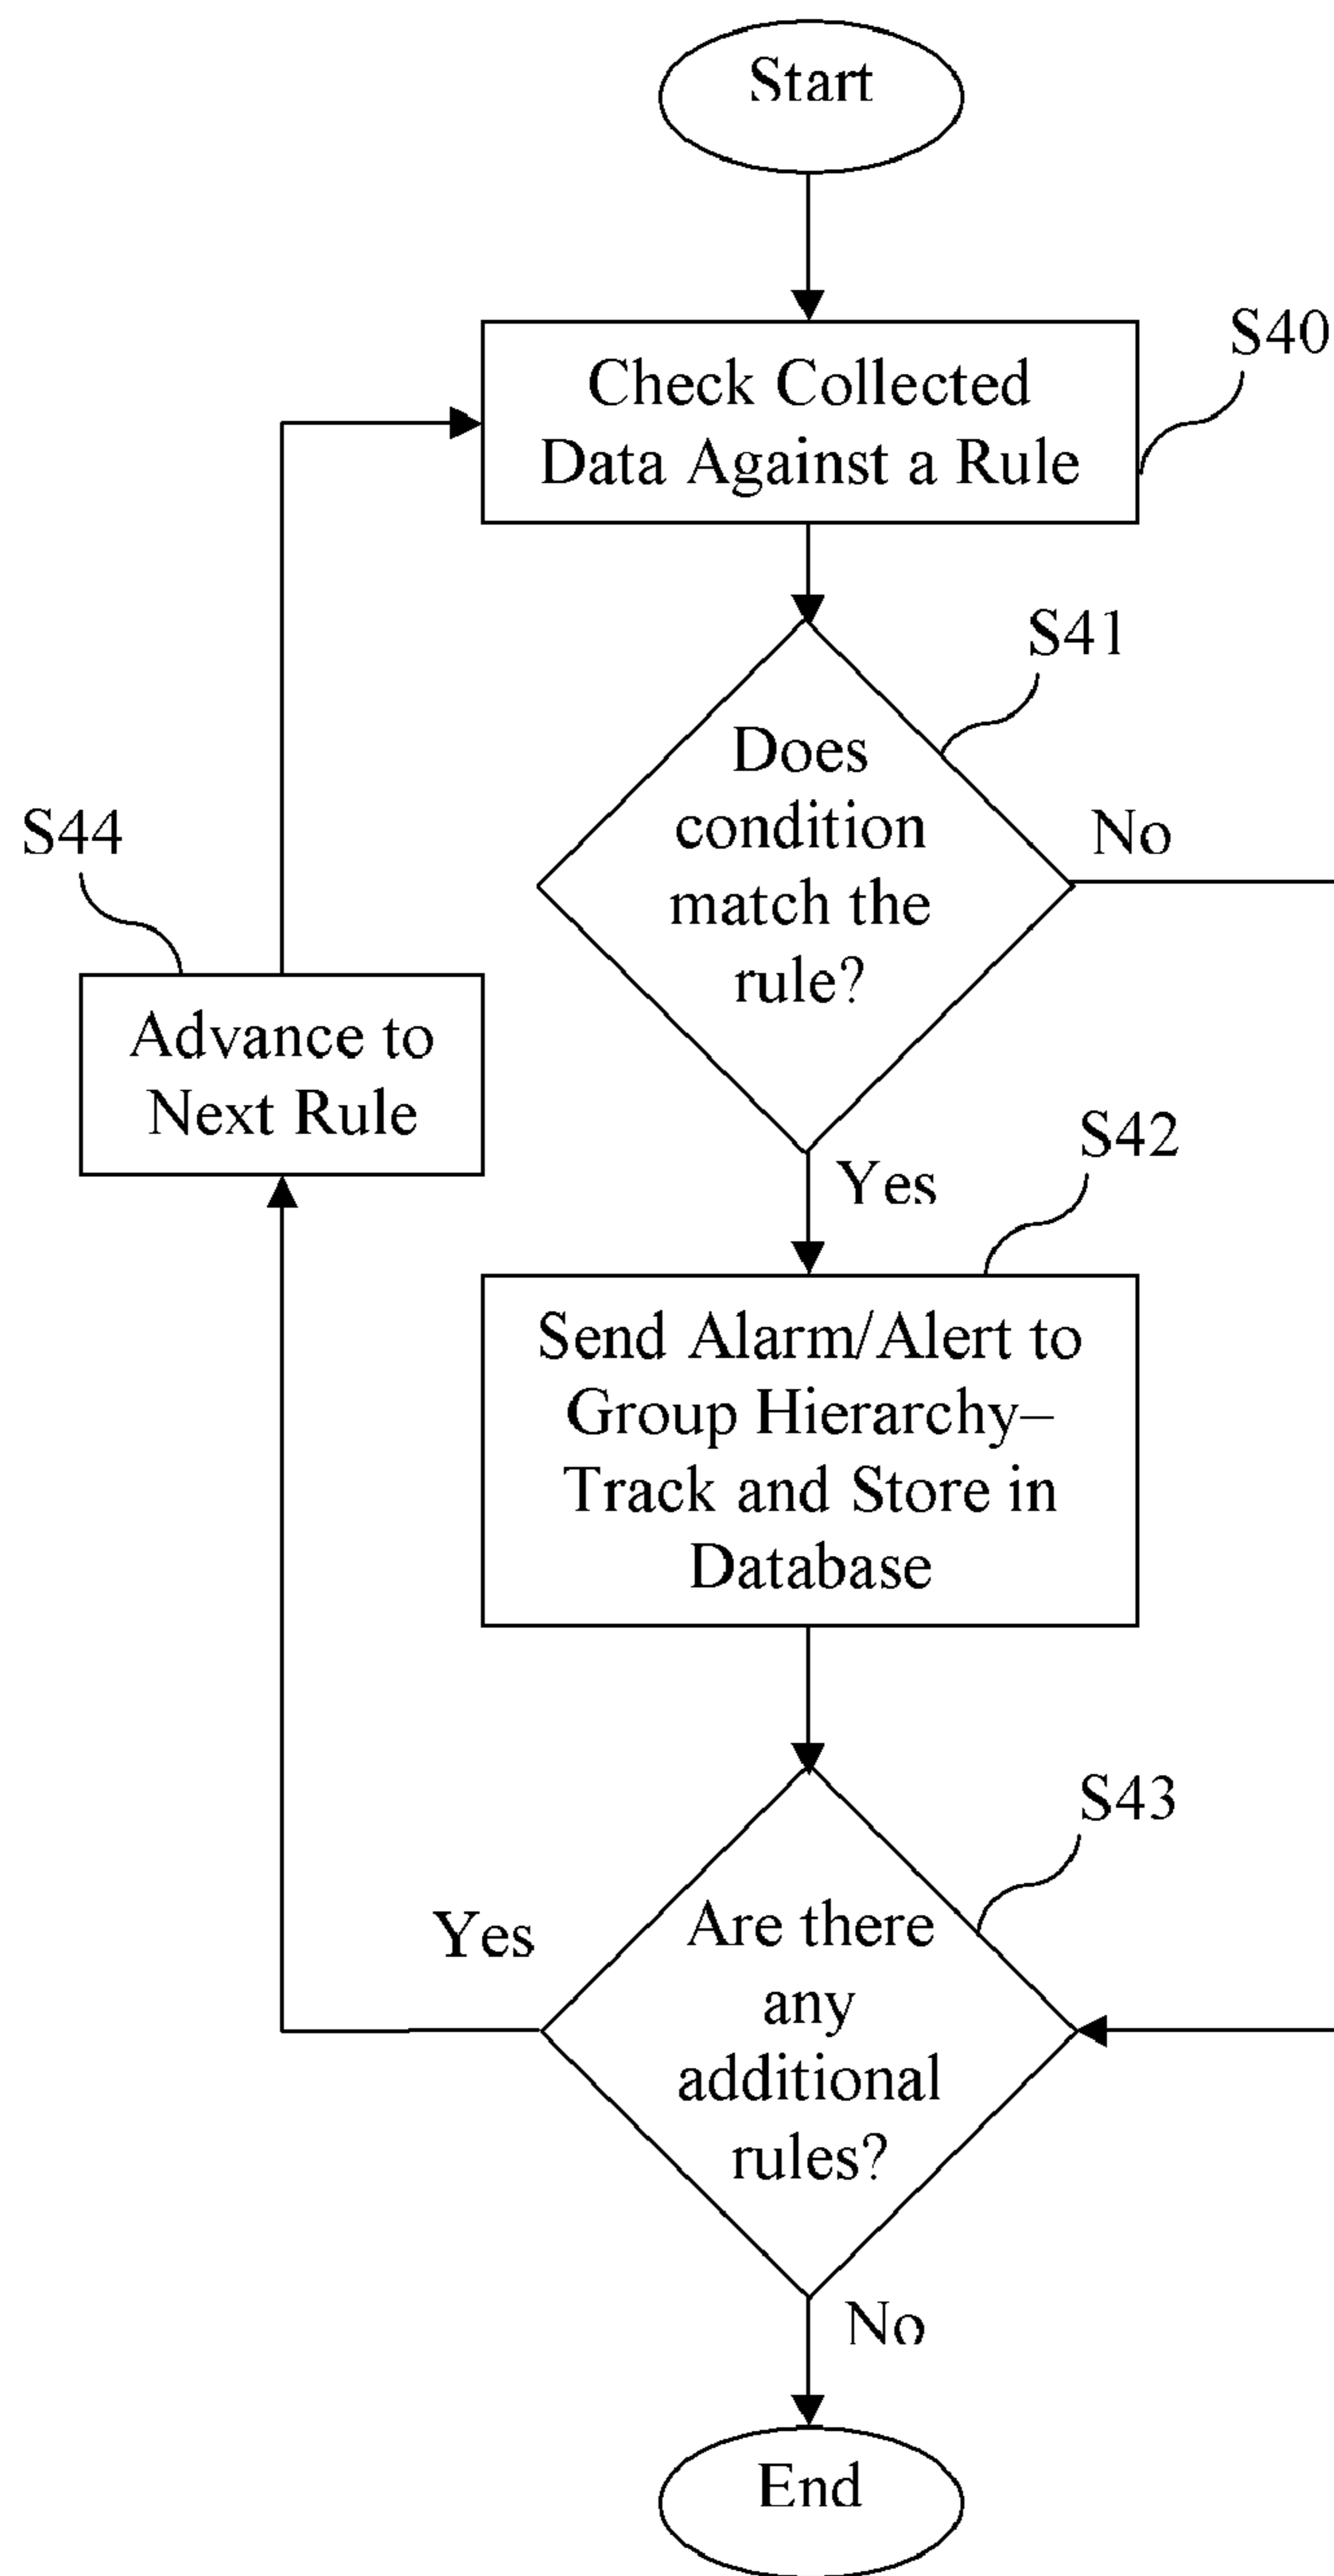 Start
S40
Check Collected
Data Against a Rule
S41
Does
condition
match the
rule?
No
S44
Advance to
Next Rule
Yes
S42
Send Alarm/Alert to
Group Hierarchy–
Track and Store in
Database
S43
Are there
any
additional
rules?
Yes
No
End